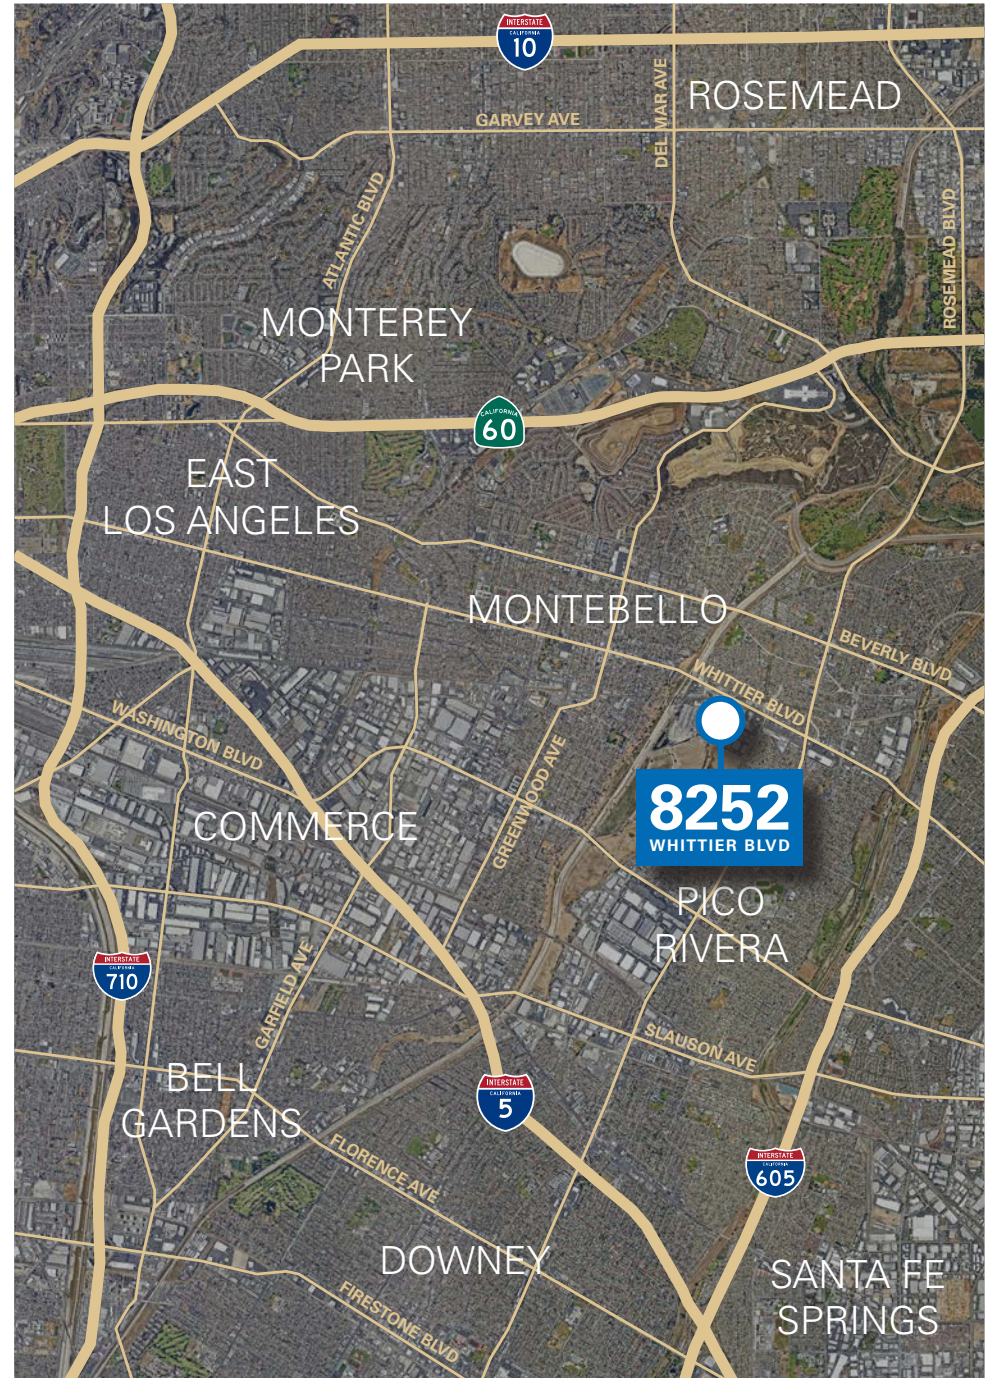 INTERSTATE
CALIFORNIA
10
ROSEMEAD
GARVEY AVE
DEL MAR AVE
ATLANTIC BLVD
ROSEMEAD BLVD
MONTEREY
PARK
CALIFORNIA
60
EAST
LOS ANGELES
MONTEBELLO
BEVERLY BLVD
WHITTIER BLVD
WASHINGTON BLVD
8252
WHITTIER BLVD
GREENWOOD AVE
COMMERCE
PICO
RIVERA
INTERSTATE
CALIFORNIA
710
GARFIELD AVE
SLAUSON AVE
BELL
GARDENS
INTERSTATE
CALIFORNIA
5
FLORENCE AVE
INTERSTATE
CALIFORNIA
605
DOWNEY
SANTA FE
SPRINGS
FIRESTONE BLVD